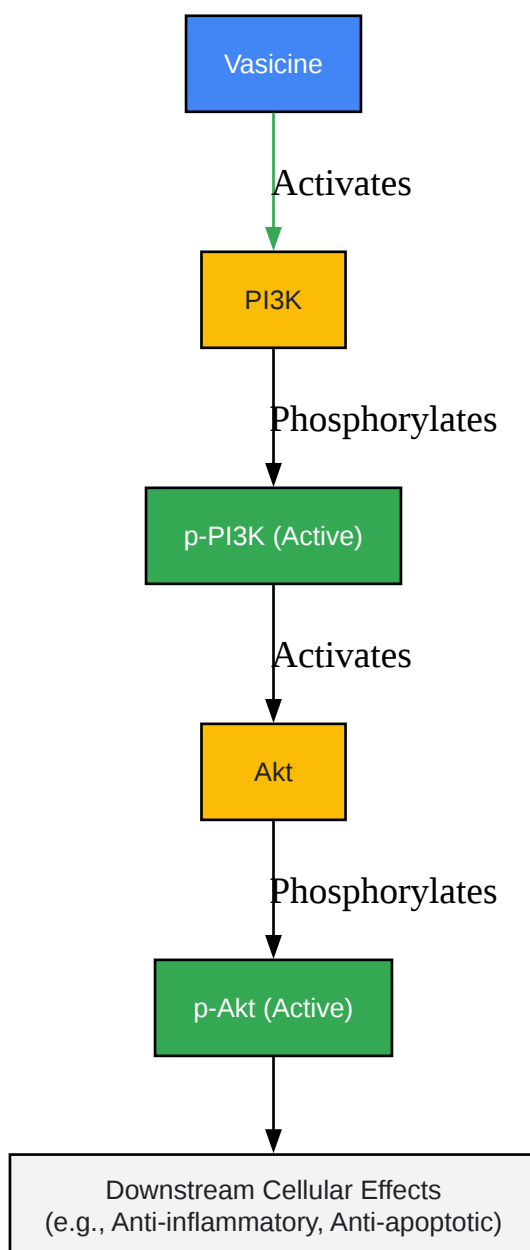 Vasicine
Activates
PI3K
Phosphorylates
p-PI3K (Active)
Activates
Akt
Phosphorylates
p-Akt (Active)
Downstream Cellular Effects
(e.g., Anti-inflammatory, Anti-apoptotic)